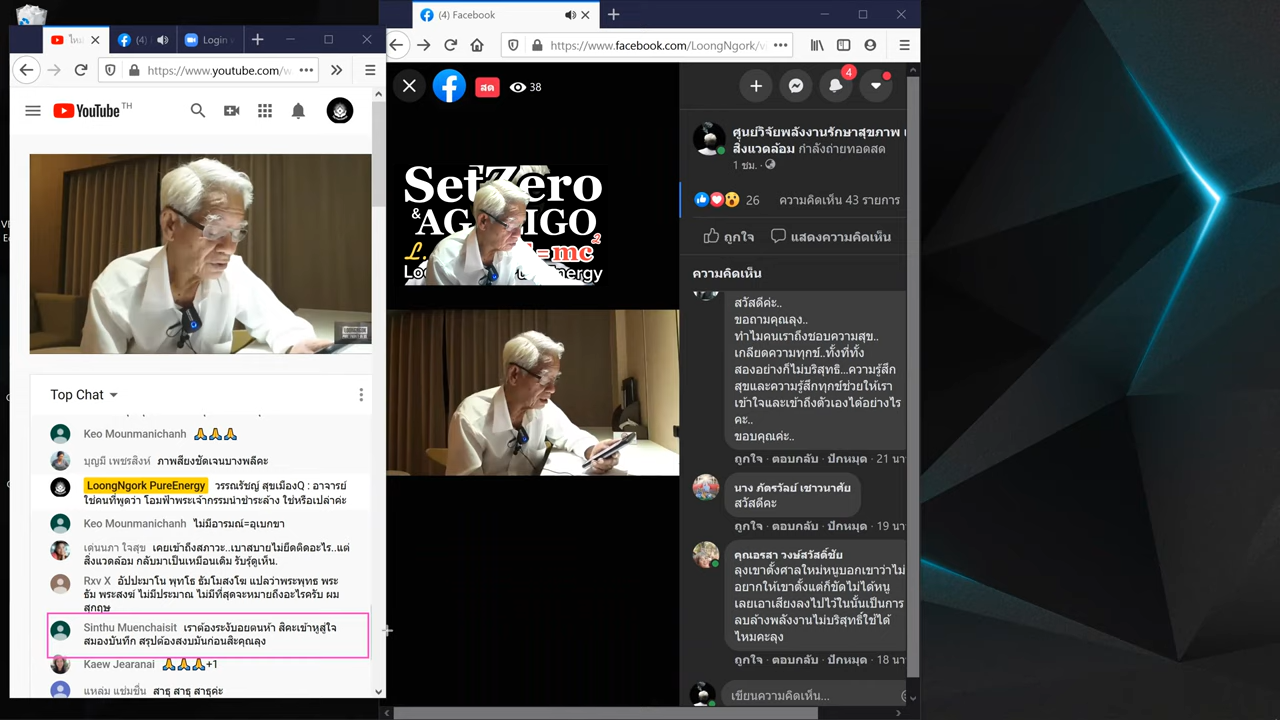 (4)
Login
https://www.youtube.com/w
YouTube TH
Top Chat
Keo Mounmanichanh 🙏🙏🙏
บุญมี เพชรสิงห์ ภาพสียงชัดเจนบางพลีคะ
LoongNgork PureEnergy วรรณรัชญ์ สุขเมืองQ : อาจารย์
ใช่คนที่พูดว่า โอมฟ้าพระเจ้ากรรมนำชำระล้าง ใช่หรือเปล่าค่ะ
Keo Mounmanichanh ไม่มีอารมณ์=อุเบกขา
เด่นนภา ใจสุข เคยเข้าถึงสภาวะ..เบาสบายไม่ยึดติดอะไร..แต่
สิ่งแวดล้อม กลับมาเป็นเหมือนเดิม รับรู้ดูเห็น.
Rxv X อัปปะมาโน พุทโธ ธัมโมสงโฆ แปลว่าพระพุทธ พระ
ธัม พระสงฆ์ ไม่มีประมาณ ไม่มีที่สุดจะหมายถึงอะไรครับ ผม
สุกฤษ
Sinthu Muenchaisit เราต้องระงับอยตนห้า สิคะเข้าหูสู่ใจ
สมองบันทึก สรุปต้องสงบมันก่อนสิะคุณลุง
Kaew Jearanai 🙏🙏🙏+1
แหล่ม แช่มชื่น สาธุ สาธุ สาธุค่ะ
(4) Facebook
https://www.facebook.com/LoongNgork/v
สด 38
4
SetZero
& AG
IGO
L.
= mc²
Energy
ศูนย์วิจัยพลังงานรักษาสุขภาพ
สิ่งแวดล้อม กำลังถ่ายทอดสด
1 ชม.
26 ความคิดเห็น 43 รายการ
ถูกใจ แสดงความคิดเห็น
ความคิดเห็น
สวัสดีค่ะ..
ขอถามคุณลุง..
ทำไมคนเราถึงชอบความสุข..
เกลียดความทุกข์..ทั้งที่ทั้ง
สองอย่างก็ไม่บริสุทธิ์...ความรู้สึก
สุขและความรู้สึกทุกข์ช่วยให้เรา
เข้าใจและเข้าถึงตัวเองได้อย่างไร
คะ..
ขอบคุณค่ะ..
ถูกใจ · ตอบกลับ · ปักหมุด · 21 นา
นาง ภัตรวัลย์ เชาวนาศัย
สวัสดีคะ
ถูกใจ · ตอบกลับ · ปักหมุด · 19 นา
คุณอรสา วงษ์สวัสดิ์ชัย
ลุงเขาตั้งศาลใหม่หนูบอกเขาว่าไม่
อยากให้เขาตั้งแต่ก็ขัดไม่ได้หนู
เลยเอาเสียงลงไปไว้ในนั้นเป็นการ
ลบล้างพลังงานไม่บริสุทธิ์ใช้ได้
ไหมคะลุง
ถูกใจ · ตอบกลับ · ปักหมุด · 18 นา
เขียนความคิดเห็น...